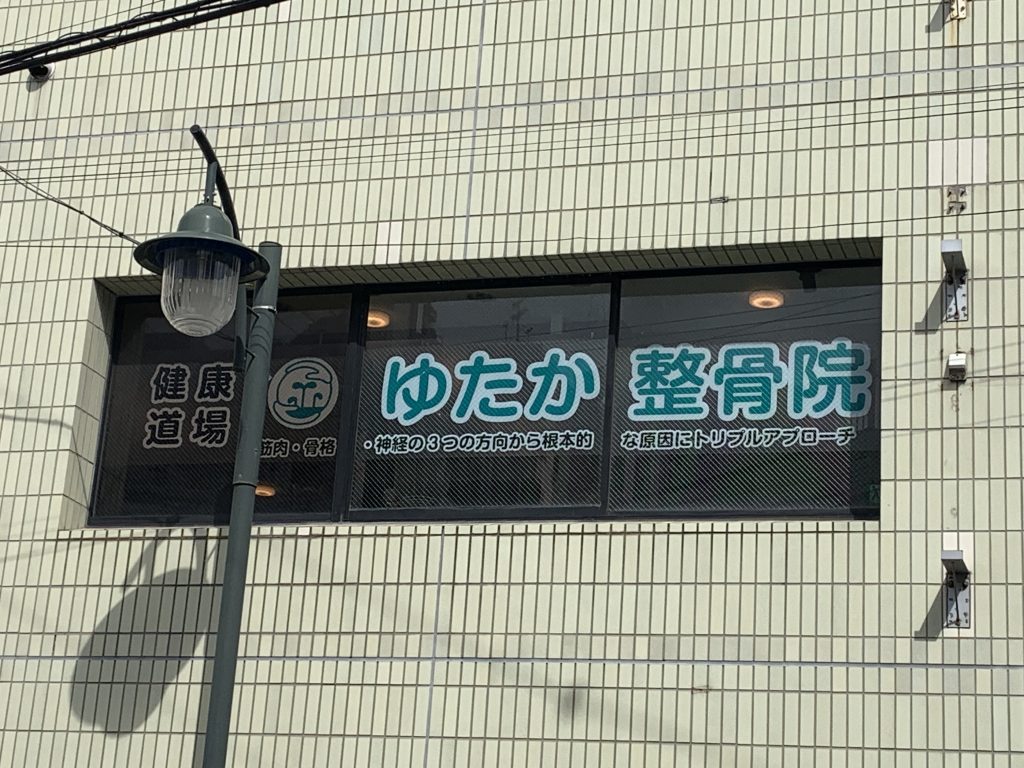 健康
道場
ゆたか 整骨院
筋肉・骨格・神経の3つの方向から根本的な原因にトリプルアプローチ